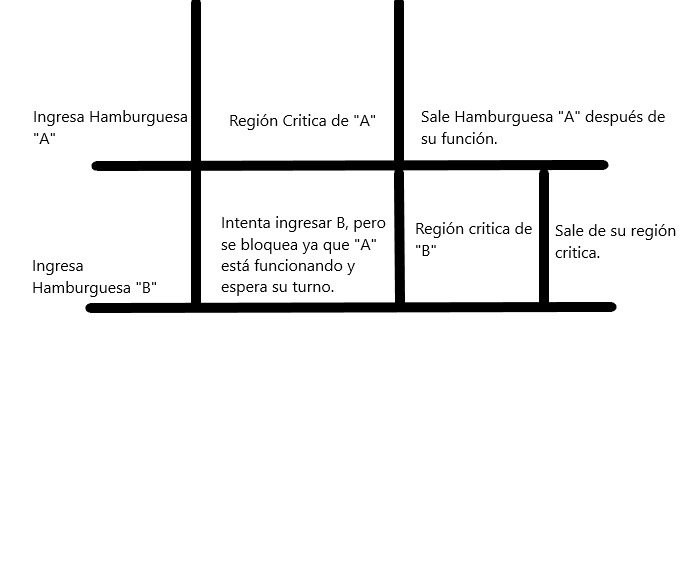 Ingresa Hamburguesa
"A"
Región Critica de "A"
Sale Hamburguesa "A" después de
su función.
Ingresa
Hamburguesa "B"
Intenta ingresar B, pero
se bloquea ya que "A"
está funcionando y
espera su turno.
Región critica de
"B"
Sale de su región
critica.